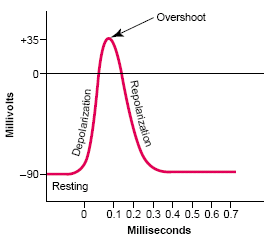 Overshoot
+35
0
−90
Millivolts
Depolarization
Repolarization
Resting
0 0.1 0.2 0.3 0.4 0.5 0.6 0.7
Milliseconds